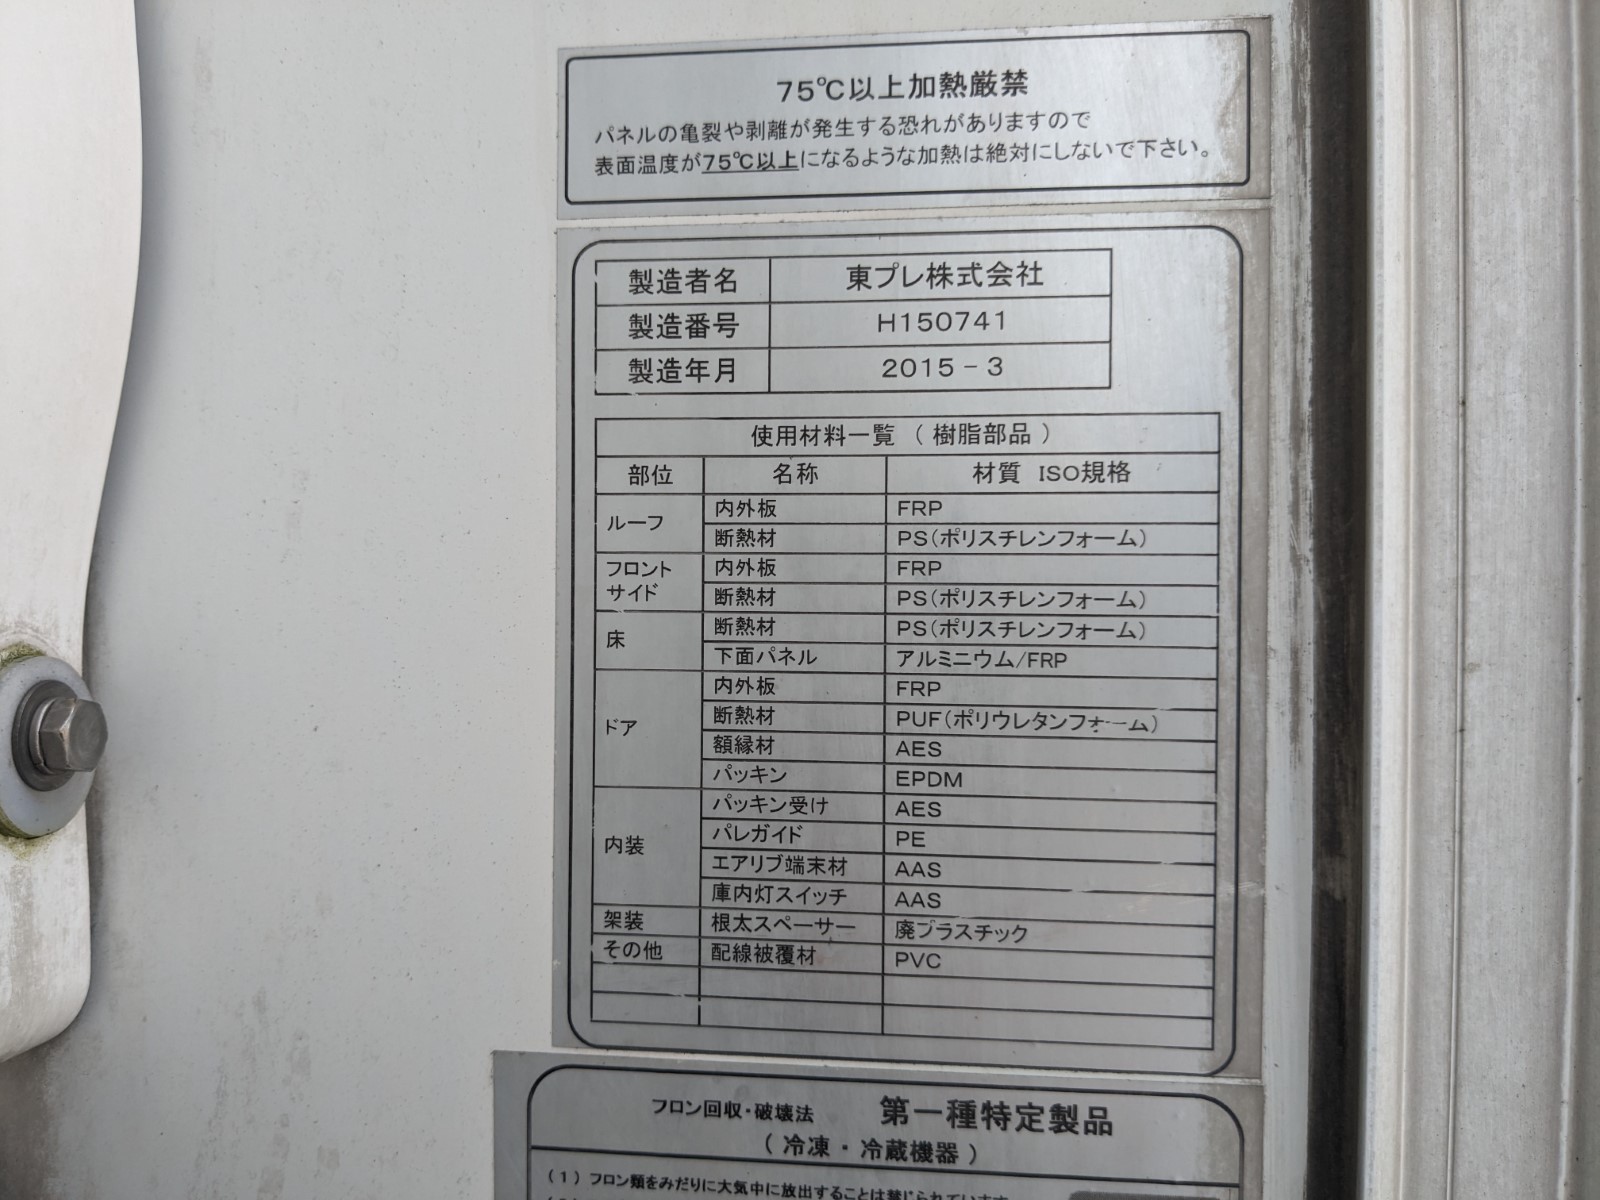 75℃以上加熱厳禁
パネルの亀裂や剥離が発生する恐れがありますので
表面温度が75℃以上になるような加熱は絶対にしないで下さい。
製造者名 東プレ株式会社
製造番号 H150741
製造年月 2015-3
使用材料一覧（樹脂部品）
部位 名称 材質 ISO規格
ルーフ 内外板 FRP
断熱材 PS(ポリスチレンフォーム)
フロント
サイド 内外板 FRP
断熱材 PS(ポリスチレンフォーム)
床 断熱材 PS(ポリスチレンフォーム)
下面パネル アルミニウム/FRP
ドア 内外板 FRP
断熱材 PUF(ポリウレタンフォーム)
額縁材 AES
パッキン EPDM
内装 パッキン受け AES
パレガイド PE
エアリブ端末材 AAS
庫内灯スイッチ AAS
架装 根太スペーサー 廃プラスチック
その他 配線被覆材 PVC
フロン回収・破壊法 第一種特定製品
（冷凍・冷蔵機器）
(1) フロン類をみだりに大気中に放出することは禁じられています